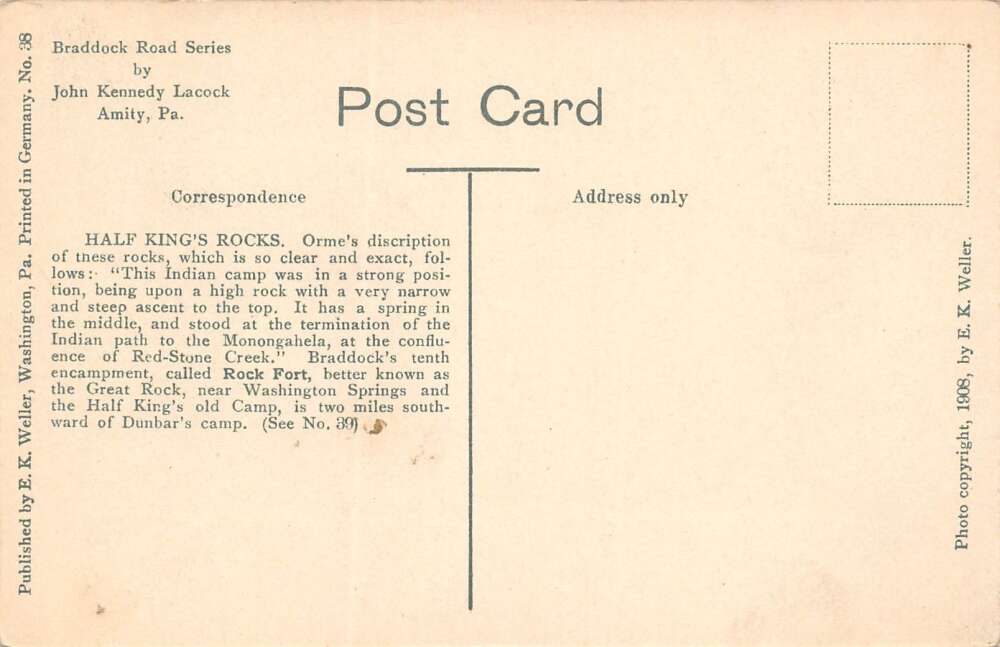 Braddock Road Series
by
John Kennedy Lacock
Amity, Pa.
Post Card
Correspondence
Address only
HALF KING'S ROCKS. Orme's discription
of these rocks, which is so clear and exact, fol-
lows: "This Indian camp was in a strong posi-
tion, being upon a high rock with a very narrow
and steep ascent to the top. It has a spring in
the middle, and stood at the termination of the
Indian path to the Monongahela, at the conflu-
ence of Red-Stone Creek." Braddock's tenth
encampment, called Rock Fort, better known as
the Great Rock, near Washington Springs and
the Half King's old Camp, is two miles south-
ward of Dunbar's camp. (See No. 39)
Published by E. K. Weller, Washington, Pa. Printed in Germany. No. 38
Photo copyright, 1908, by E. K. Weller.